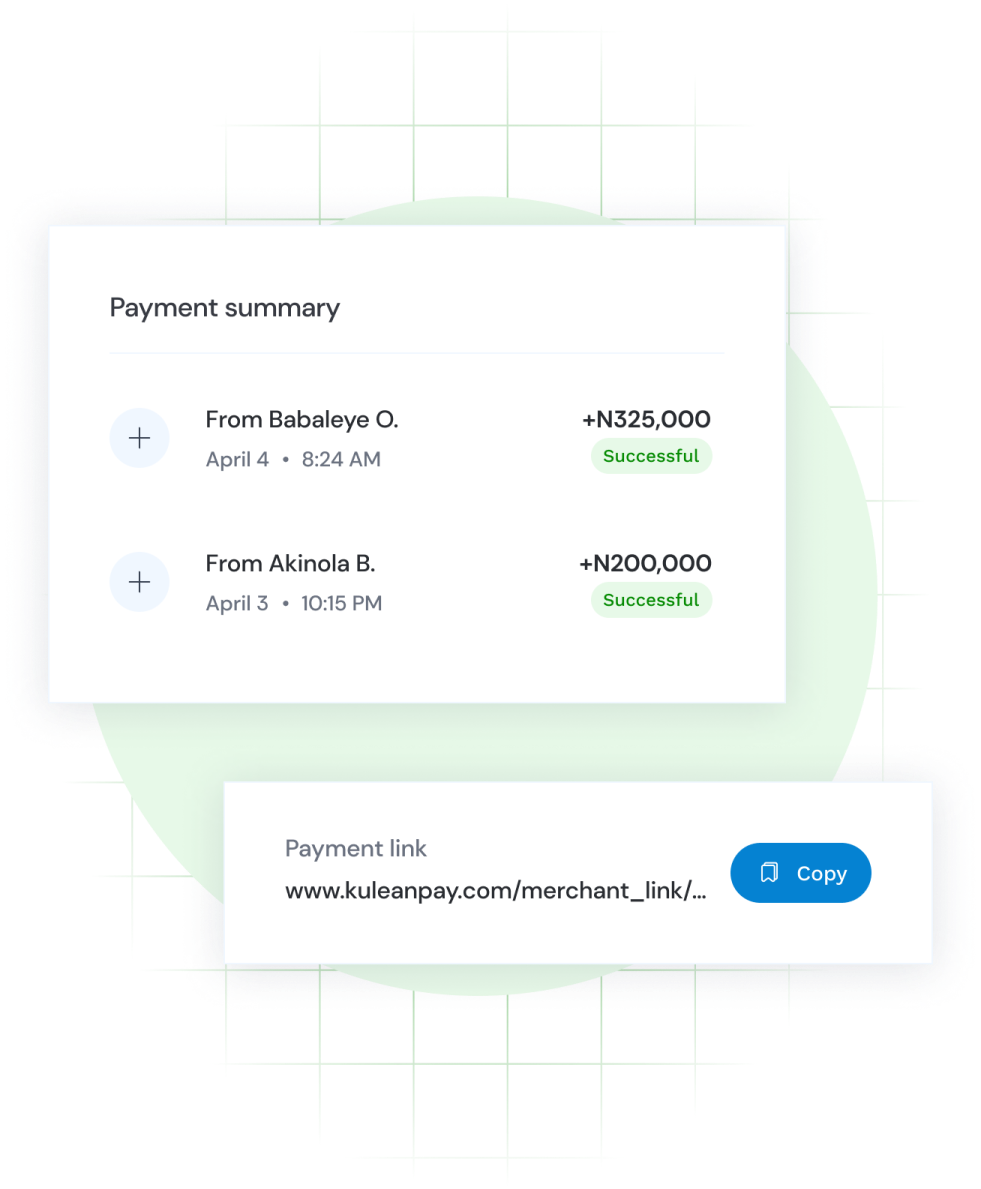 Payment summary
From Babaleye O.
+N325,000
April 4 • 8:24 AM
Successful
From Akinola B.
+N200,000
April 3 • 10:15 PM
Successful
Payment link
www.kuleanpay.com/merchant_link/...
Copy